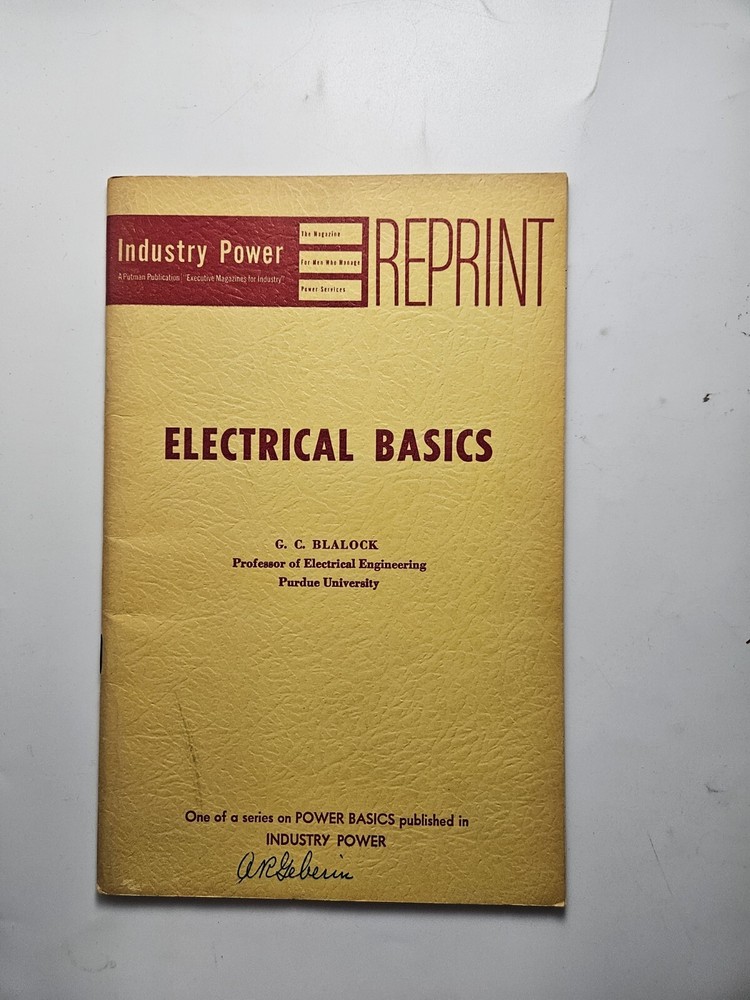 Industry Power
A Putman Publication "Executive Magazines for Industry"
The Magazine
For Men Who Manage
Power Services
REPRINT
ELECTRICAL BASICS
G. C. BLALOCK
Professor of Electrical Engineering
Purdue University
One of a series on POWER BASICS published in
INDUSTRY POWER